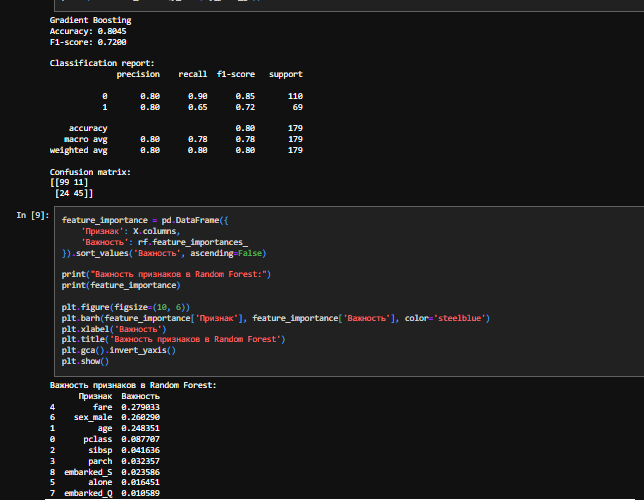 Gradient Boosting
Accuracy: 0.8045
F1-score: 0.7200
Classification report:
precision recall f1-score support
0 0.80 0.90 0.85 110
1 0.80 0.65 0.72 69
accuracy 0.80 179
macro avg 0.80 0.78 0.78 179
weighted avg 0.80 0.80 0.80 179
Confusion matrix:
[[99 11]
[24 45]]
In [9]:
feature_importance = pd.DataFrame({
'Признак': X.columns,
'Важность': rf.feature_importances_
}).sort_values('Важность', ascending=False)
print("Важность признаков в Random Forest:")
print(feature_importance)
plt.figure(figsize=(10, 6))
plt.barh(feature_importance['Признак'], feature_importance['Важность'], color='steelblue')
plt.xlabel('Важность')
plt.title('Важность признаков в Random Forest')
plt.gca().invert_yaxis()
plt.show()
Важность признаков в Random Forest:
Признак Важность
4 fare 0.279033
6 sex_male 0.260290
1 age 0.248351
0 pclass 0.087707
2 sibsp 0.041636
3 parch 0.032357
8 embarked_S 0.023586
5 alone 0.016451
7 embarked_Q 0.010589